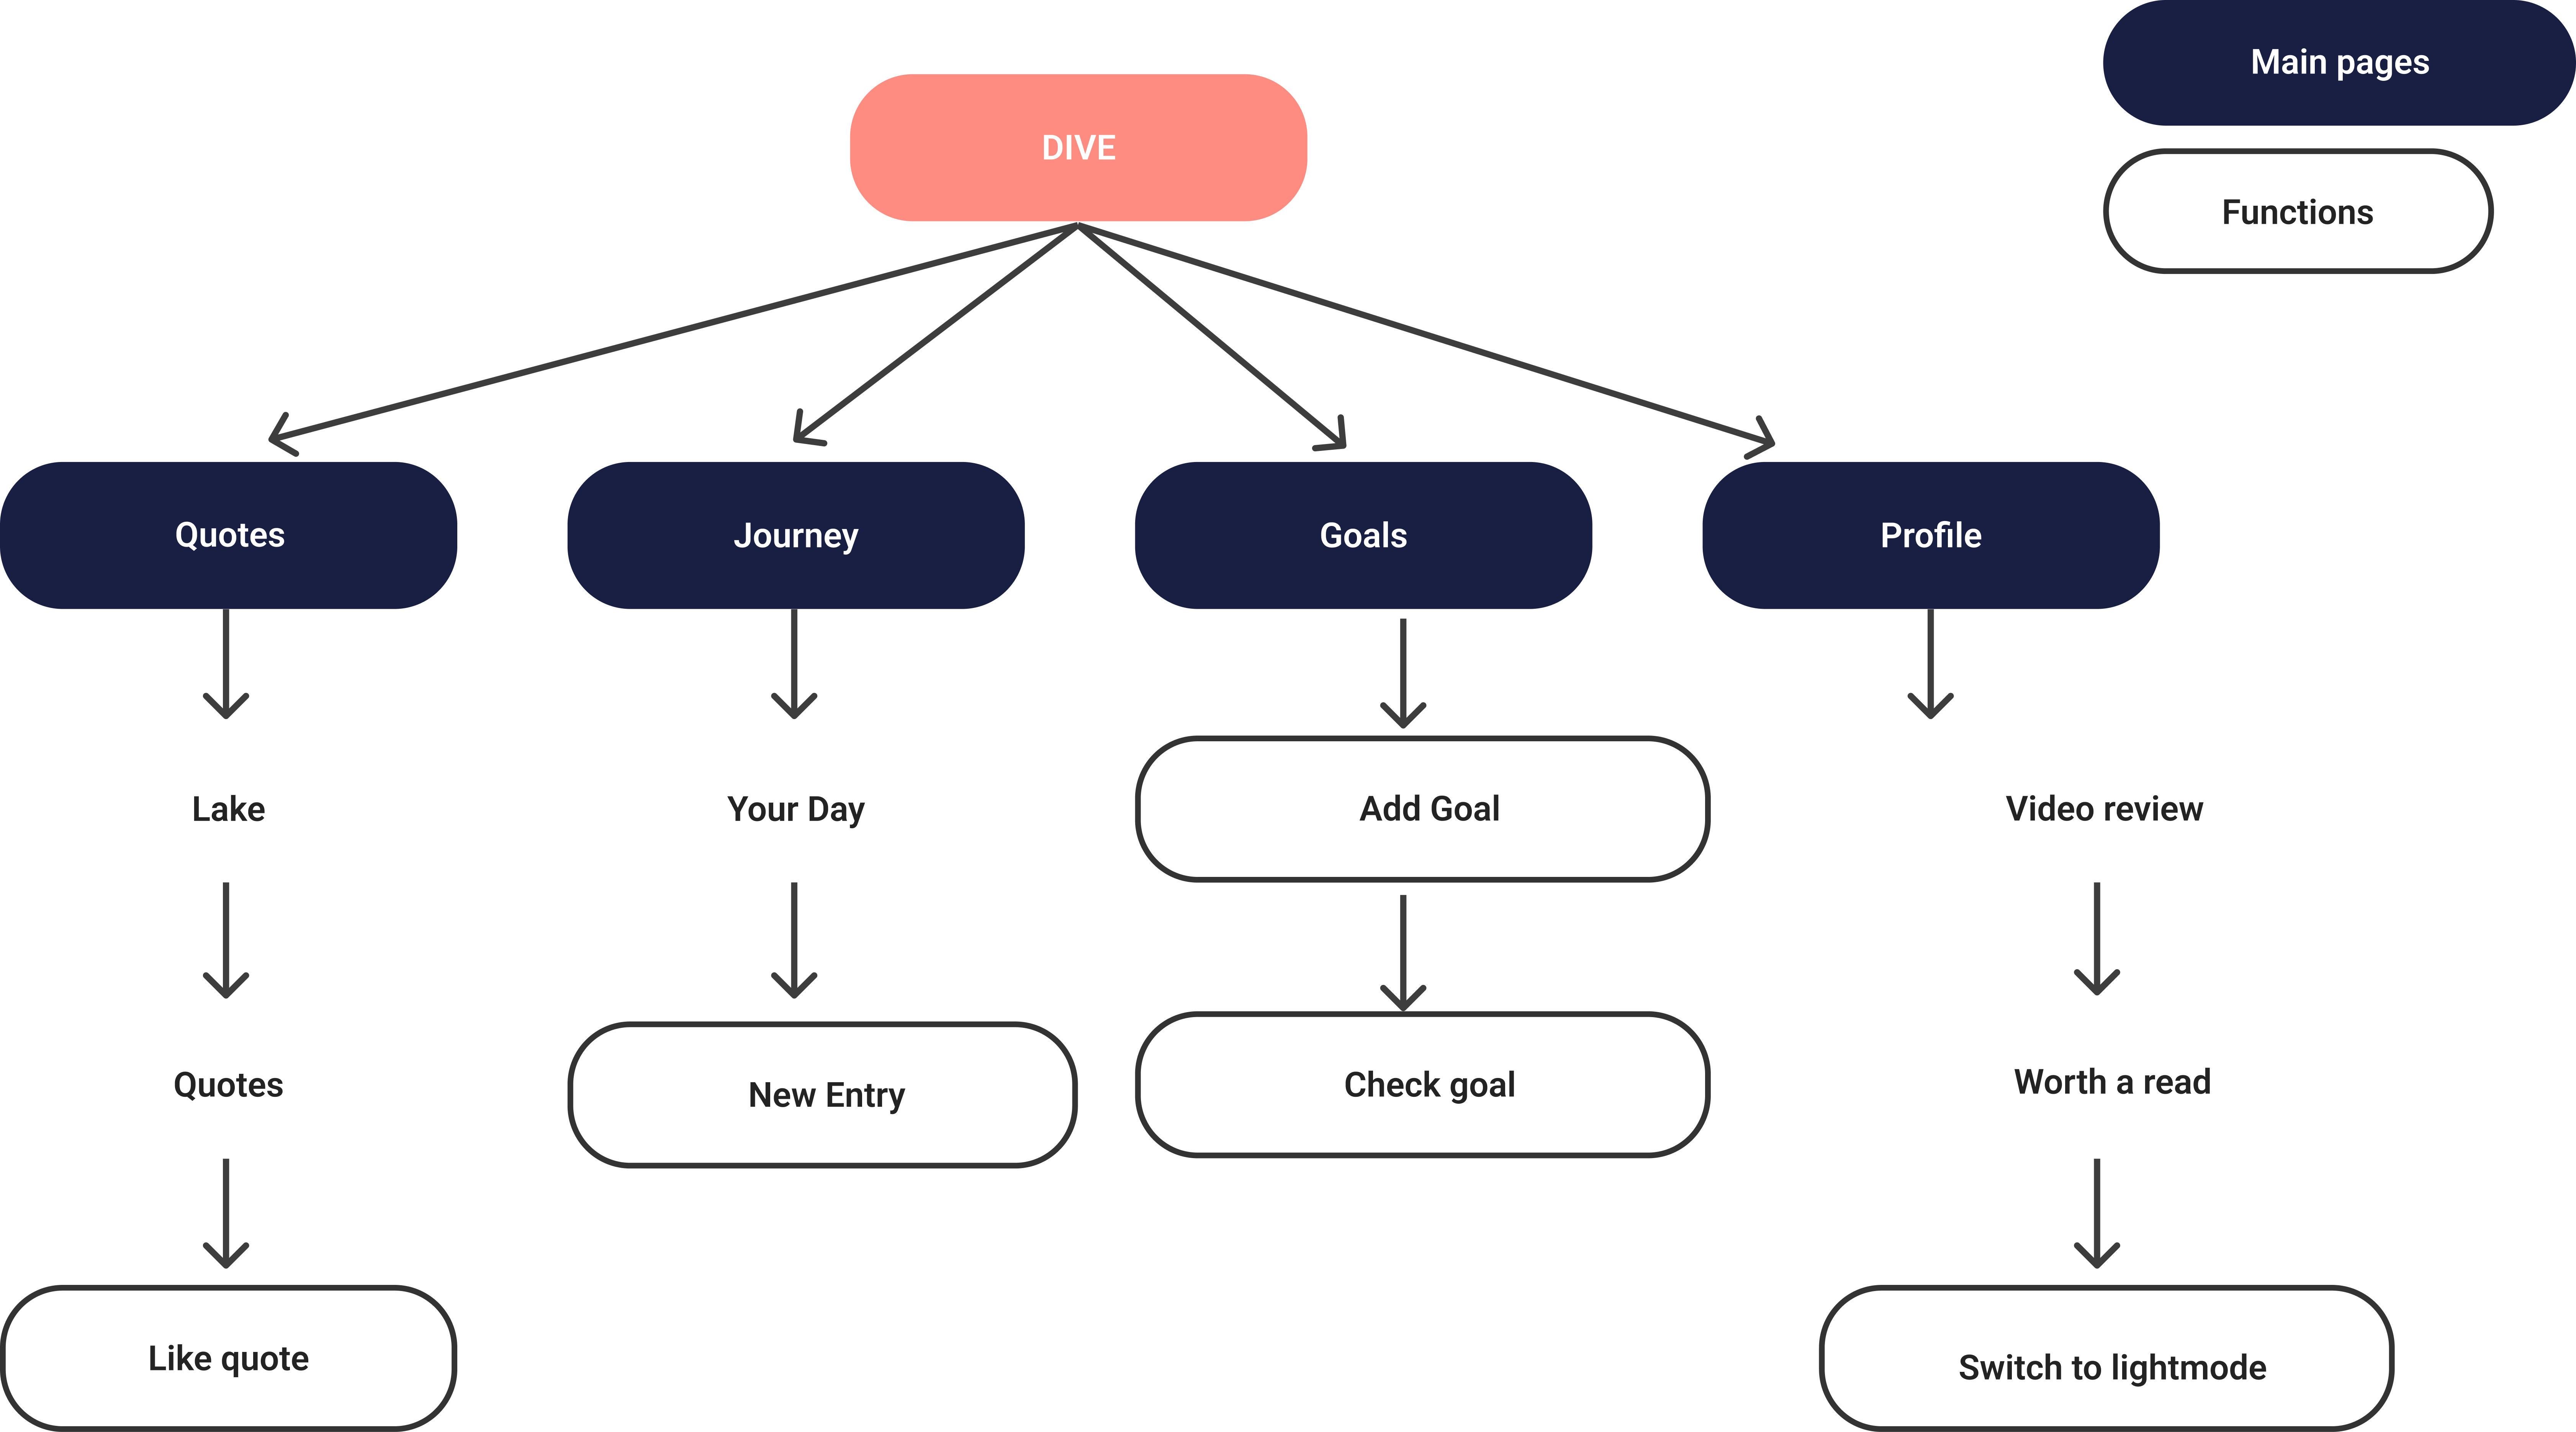 Main pages
DIVE
Functions
Quotes
Journey
Goals
Profile
Lake
Your Day
Add Goal
Video review
Quotes
New Entry
Check goal
Worth a read
Like quote
Switch to lightmode